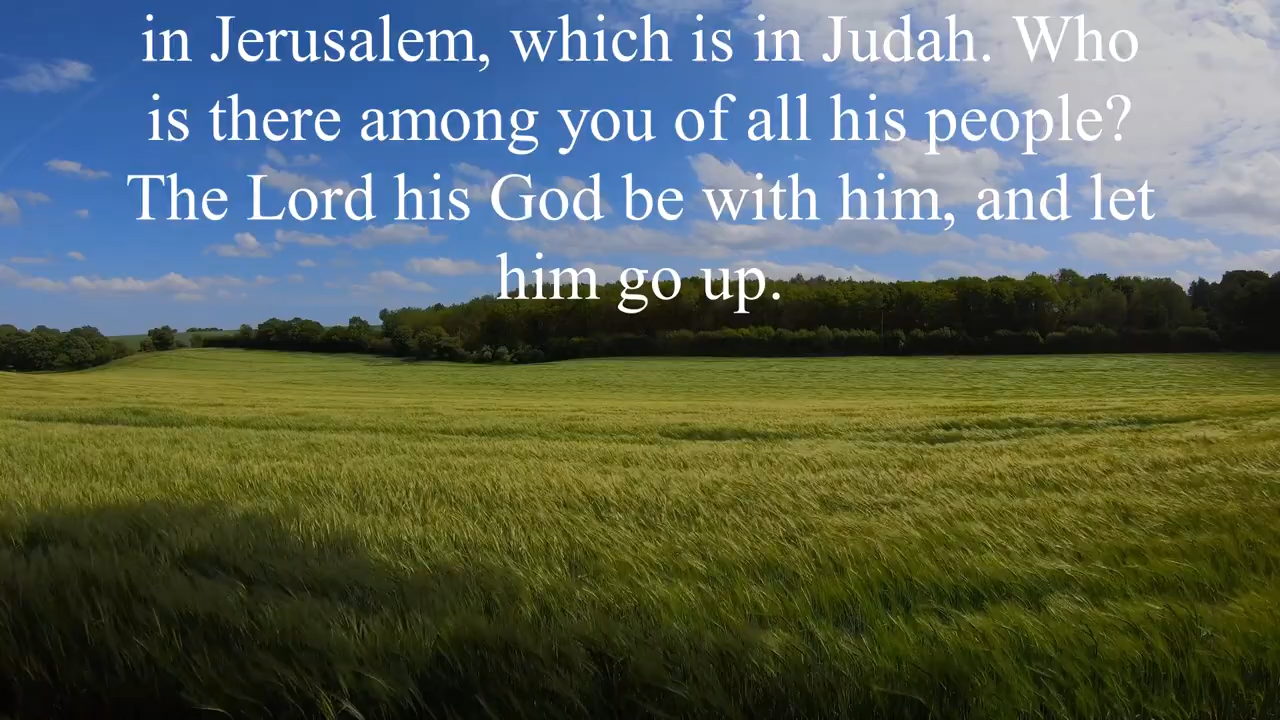 in Jerusalem, which is in Judah. Who
is there among you of all his people?
The Lord his God be with him, and let
him go up.